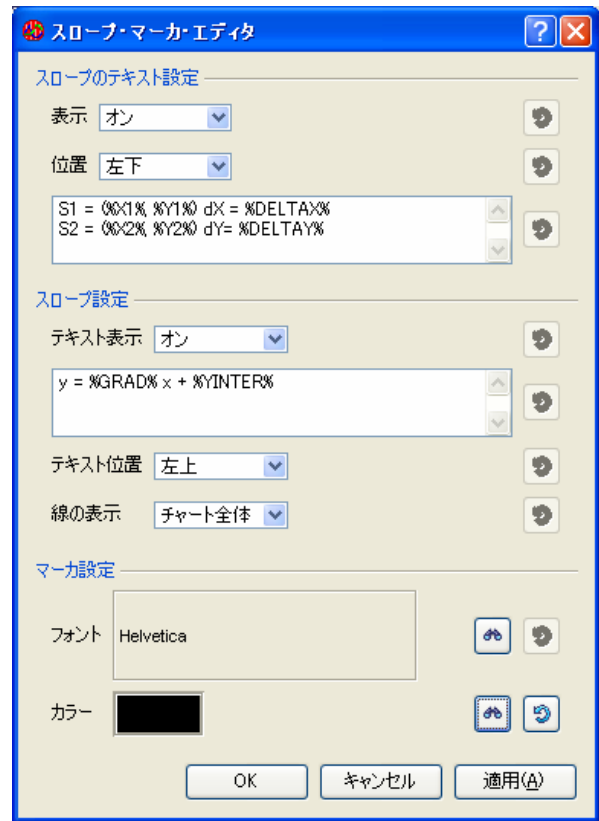 スロープ・マーカ・エディタ
スロープのテキスト設定
表示 オン
位置 左下
S1 = (%X1%, %Y1%) dX = %DELTAX%
S2 = (%X2%, %Y2%) dY= %DELTAY%
スロープ設定
テキスト表示 オン
y = %GRAD% x + %YINTER%
テキスト位置 左上
線の表示 チャート全体
マーカ設定
フォント Helvetica
カラー
OK キャンセル 適用(A)